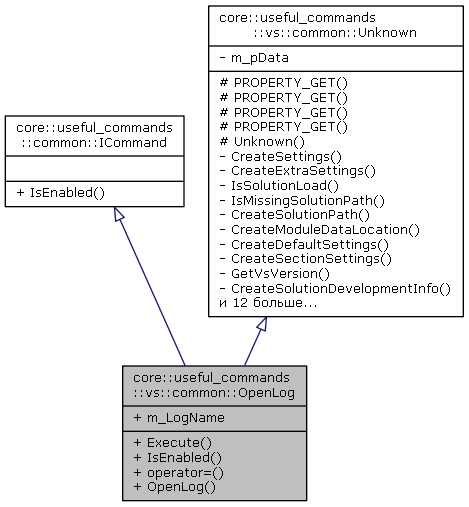 core::useful_commands
::vs::common::Unknown
- m_pData
# PROPERTY_GET()
# PROPERTY_GET()
# PROPERTY_GET()
# PROPERTY_GET()
# Unknown()
- CreateSettings()
- CreateExtraSettings()
- IsSolutionLoad()
- IsMissingSolutionPath()
- CreateSolutionPath()
- CreateModuleDataLocation()
- CreateDefaultSettings()
- CreateSectionSettings()
- GetVsVersion()
- CreateSolutionDevelopmentInfo()
и 12 больше...
core::useful_commands
::common::ICommand
+ IsEnabled()
core::useful_commands
::vs::common::OpenLog
+ m_LogName
+ Execute()
+ IsEnabled()
+ operator=()
+ OpenLog()